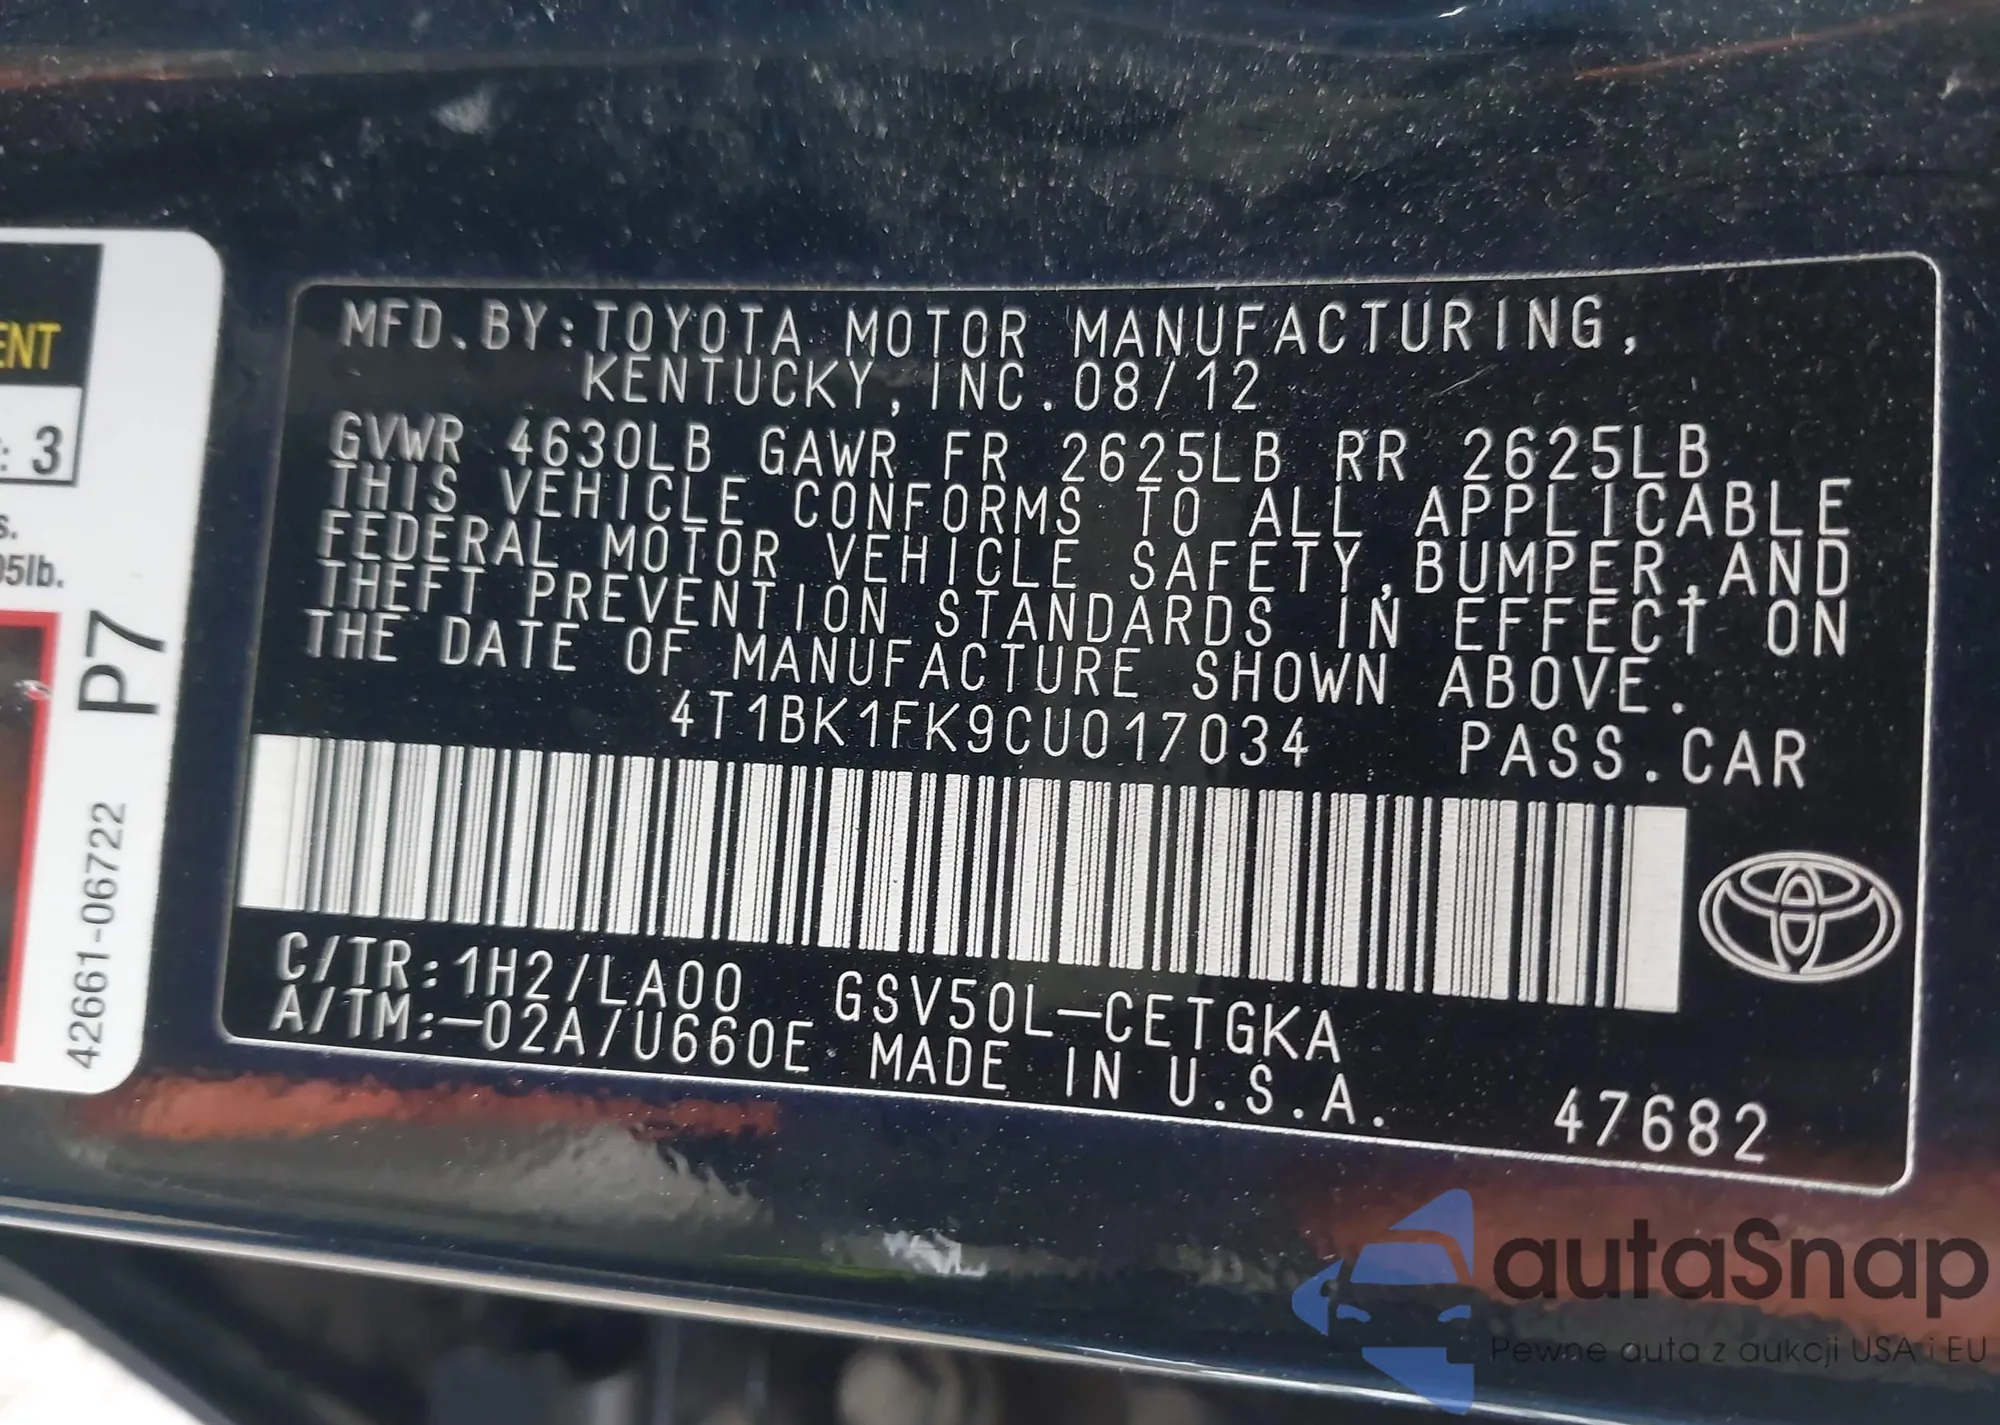 ENT
: 3
s.
05lb.
P7
42661-06722
MFD.BY:TOYOTA MOTOR MANUFACTURING,
KENTUCKY,INC.08/12
GVWR 4630LB GAWR FR 2625LB RR 2625LB
THIS VEHICLE CONFORMS TO ALL APPLICABLE
FEDERAL MOTOR VEHICLE SAFETY,BUMPER,AND
THEFT PREVENTION STANDARDS IN EFFECT ON
THE DATE OF MANUFACTURE SHOWN ABOVE.
4T1BK1FK9CU017034 PASS.CAR
C/TR:1H2/LA00 GSV50L-CETGKA
A/TM:-02A/U660E MADE IN U.S.A.
47682
autaSnap
Pewne auta z aukcji USA i EU